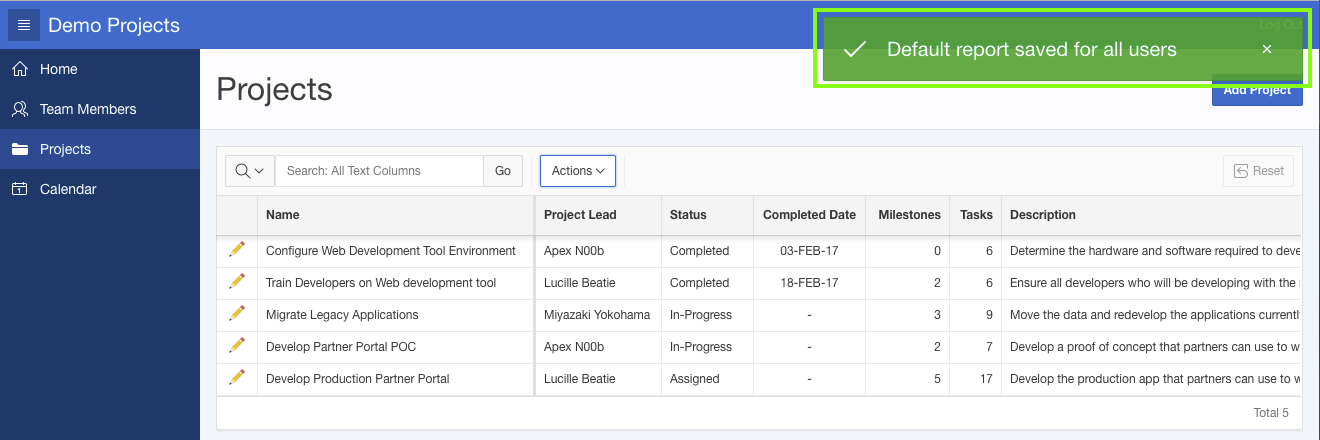 Demo Projects
Log Out
Default report saved for all users
Home
Team Members
Projects
Calendar
Projects
Add Project
Search: All Text Columns Go Actions Reset
Name Project Lead Status Completed Date Milestones Tasks Description
Configure Web Development Tool Environment Apex N00b Completed 03-FEB-17 0 6 Determine the hardware and software required to deve
Train Developers on Web development tool Lucille Beatie Completed 18-FEB-17 2 6 Ensure all developers who will be developing with the
Migrate Legacy Applications Miyazaki Yokohama In-Progress - 3 9 Move the data and redevelop the applications currentl
Develop Partner Portal POC Apex N00b In-Progress - 2 7 Develop a proof of concept that partners can use to w
Develop Production Partner Portal Lucille Beatie Assigned - 5 17 Develop the production app that partners can use to w
Total 5